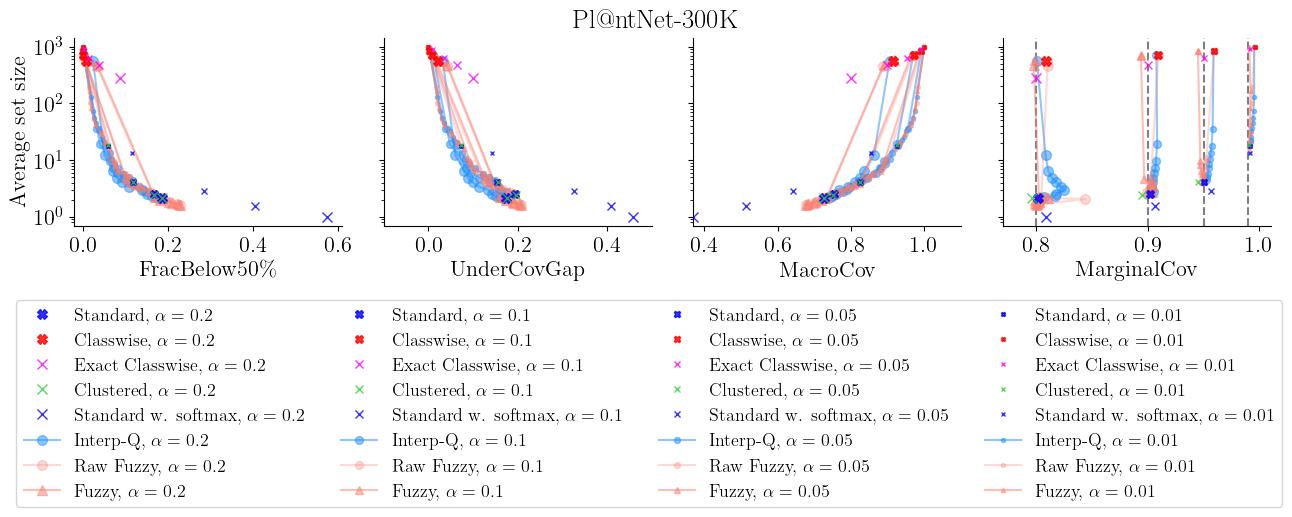 Pl@ntNet-300K
Average set size
10³
10²
10¹
10⁰
0.0 0.2 0.4 0.6
FracBelow50%
0.0 0.2 0.4
UnderCovGap
0.4 0.6 0.8 1.0
MacroCov
0.8 0.9 1.0
MarginalCov
Standard, α = 0.2 Standard, α = 0.1 Standard, α = 0.05 Standard, α = 0.01
Classwise, α = 0.2 Classwise, α = 0.1 Classwise, α = 0.05 Classwise, α = 0.01
Exact Classwise, α = 0.2 Exact Classwise, α = 0.1 Exact Classwise, α = 0.05 Exact Classwise, α = 0.01
Clustered, α = 0.2 Clustered, α = 0.1 Clustered, α = 0.05 Clustered, α = 0.01
Standard w. softmax, α = 0.2 Standard w. softmax, α = 0.1 Standard w. softmax, α = 0.05 Standard w. softmax, α = 0.01
Interp-Q, α = 0.2 Interp-Q, α = 0.1 Interp-Q, α = 0.05 Interp-Q, α = 0.01
Raw Fuzzy, α = 0.2 Raw Fuzzy, α = 0.1 Raw Fuzzy, α = 0.05 Raw Fuzzy, α = 0.01
Fuzzy, α = 0.2 Fuzzy, α = 0.1 Fuzzy, α = 0.05 Fuzzy, α = 0.01